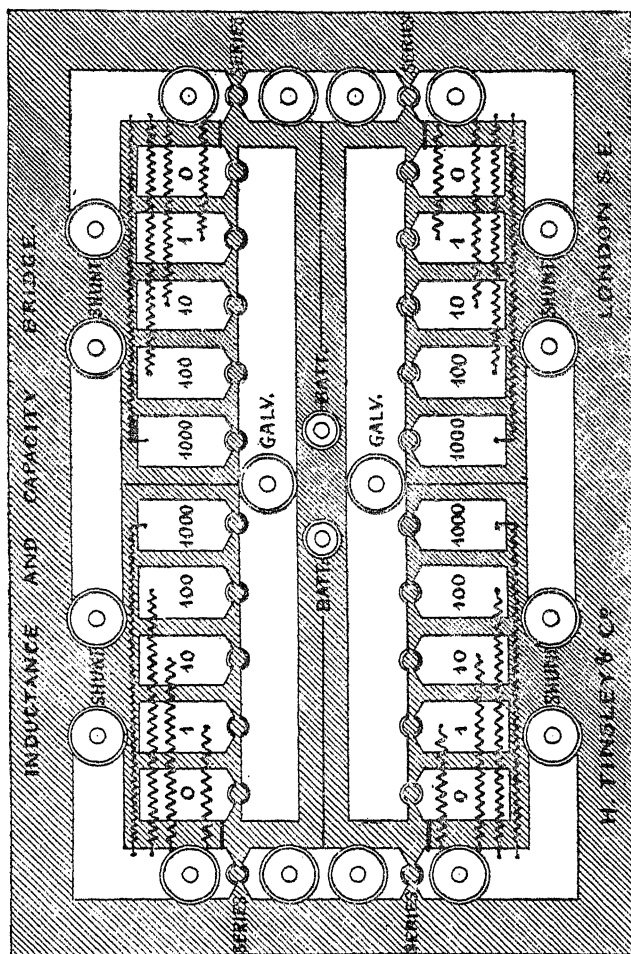 INDUCTANCE AND CAPACITY BRIDGE.
SHUNT
SHUNT
SERIES
0
1
10
100
1000
1000
100
10
1
0
SERIES
GALV.
BATT.
BATT.
GALV.
SERIES
0
1
10
100
1000
1000
100
10
1
0
SERIES
SHUNT
SHUNT
H. TINSLEY & Co. LONDON S.E.